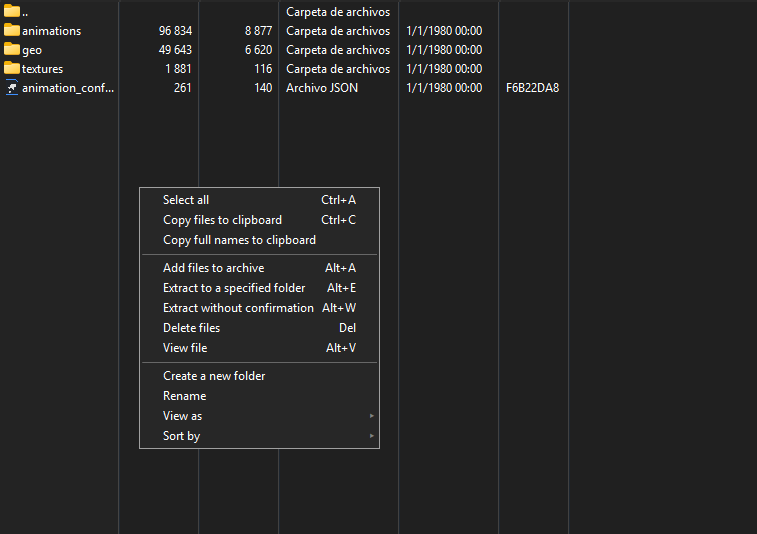 .. Carpeta de archivos
animations 96 834 8 877 Carpeta de archivos 1/1/1980 00:00
geo 49 643 6 620 Carpeta de archivos 1/1/1980 00:00
textures 1 881 116 Carpeta de archivos 1/1/1980 00:00
animation_conf... 261 140 Archivo JSON 1/1/1980 00:00 F6B22DA8
Select all Ctrl+A
Copy files to clipboard Ctrl+C
Copy full names to clipboard
Add files to archive Alt+A
Extract to a specified folder Alt+E
Extract without confirmation Alt+W
Delete files Del
View file Alt+V
Create a new folder
Rename
View as
Sort by